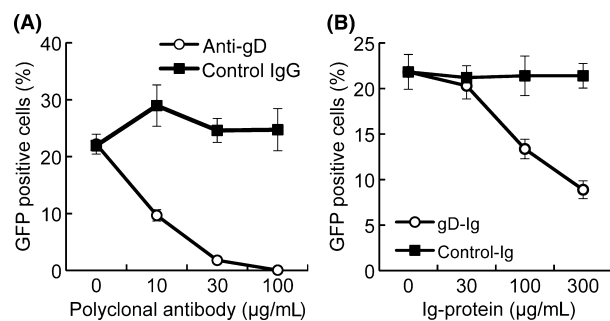 (A)
Anti-gD
Control IgG
GFP positive cells (%)
40
30
20
10
0
0 10 30 100
Polyclonal antibody (µg/mL)
(B)
GFP positive cells (%)
25
20
15
10
5
0
gD-Ig
Control-Ig
0 30 100 300
Ig-protein (µg/mL)